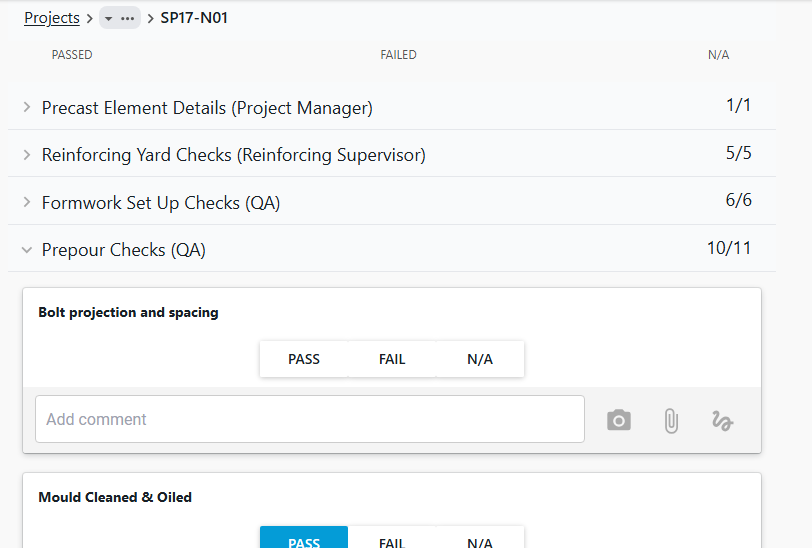 Projects > ... > SP17-N01
PASSED FAILED N/A
Precast Element Details (Project Manager) 1/1
Reinforcing Yard Checks (Reinforcing Supervisor) 5/5
Formwork Set Up Checks (QA) 6/6
Prepour Checks (QA) 10/11
Bolt projection and spacing
PASS FAIL N/A
Add comment
Mould Cleaned & Oiled
PASS FAIL N/A